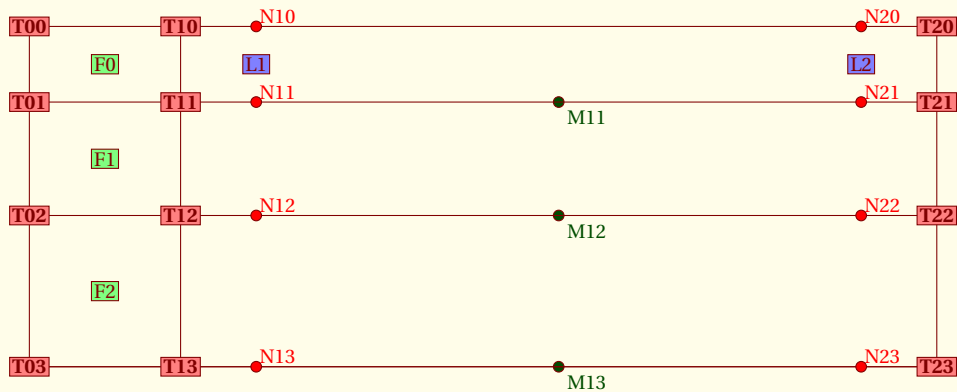 N10 N20
T00 T10 T20
F0 L1 L2
N11 N21
T01 T11 T21
M11
F1
N12 N22
T02 T12 T22
M12
F2
N13 N23
T03 T13 T23
M13